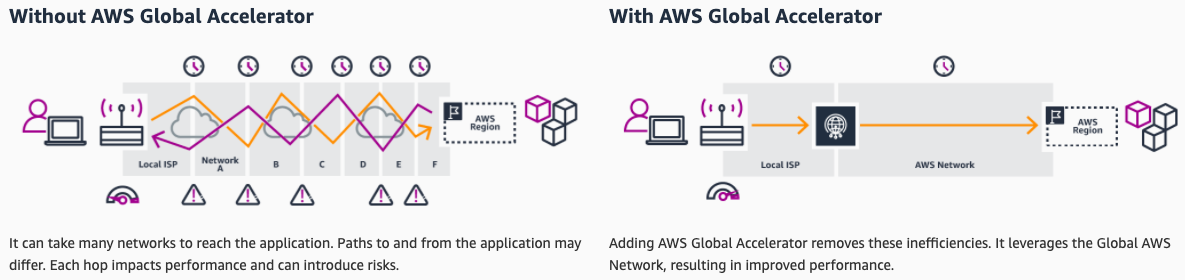 Without AWS Global Accelerator
AWS
Region
Local ISP
Network
A
B
C
D
E
F
It can take many networks to reach the application. Paths to and from the application may
differ. Each hop impacts performance and can introduce risks.
With AWS Global Accelerator
AWS
Region
Local ISP
AWS Network
Adding AWS Global Accelerator removes these inefficiencies. It leverages the Global AWS
Network, resulting in improved performance.